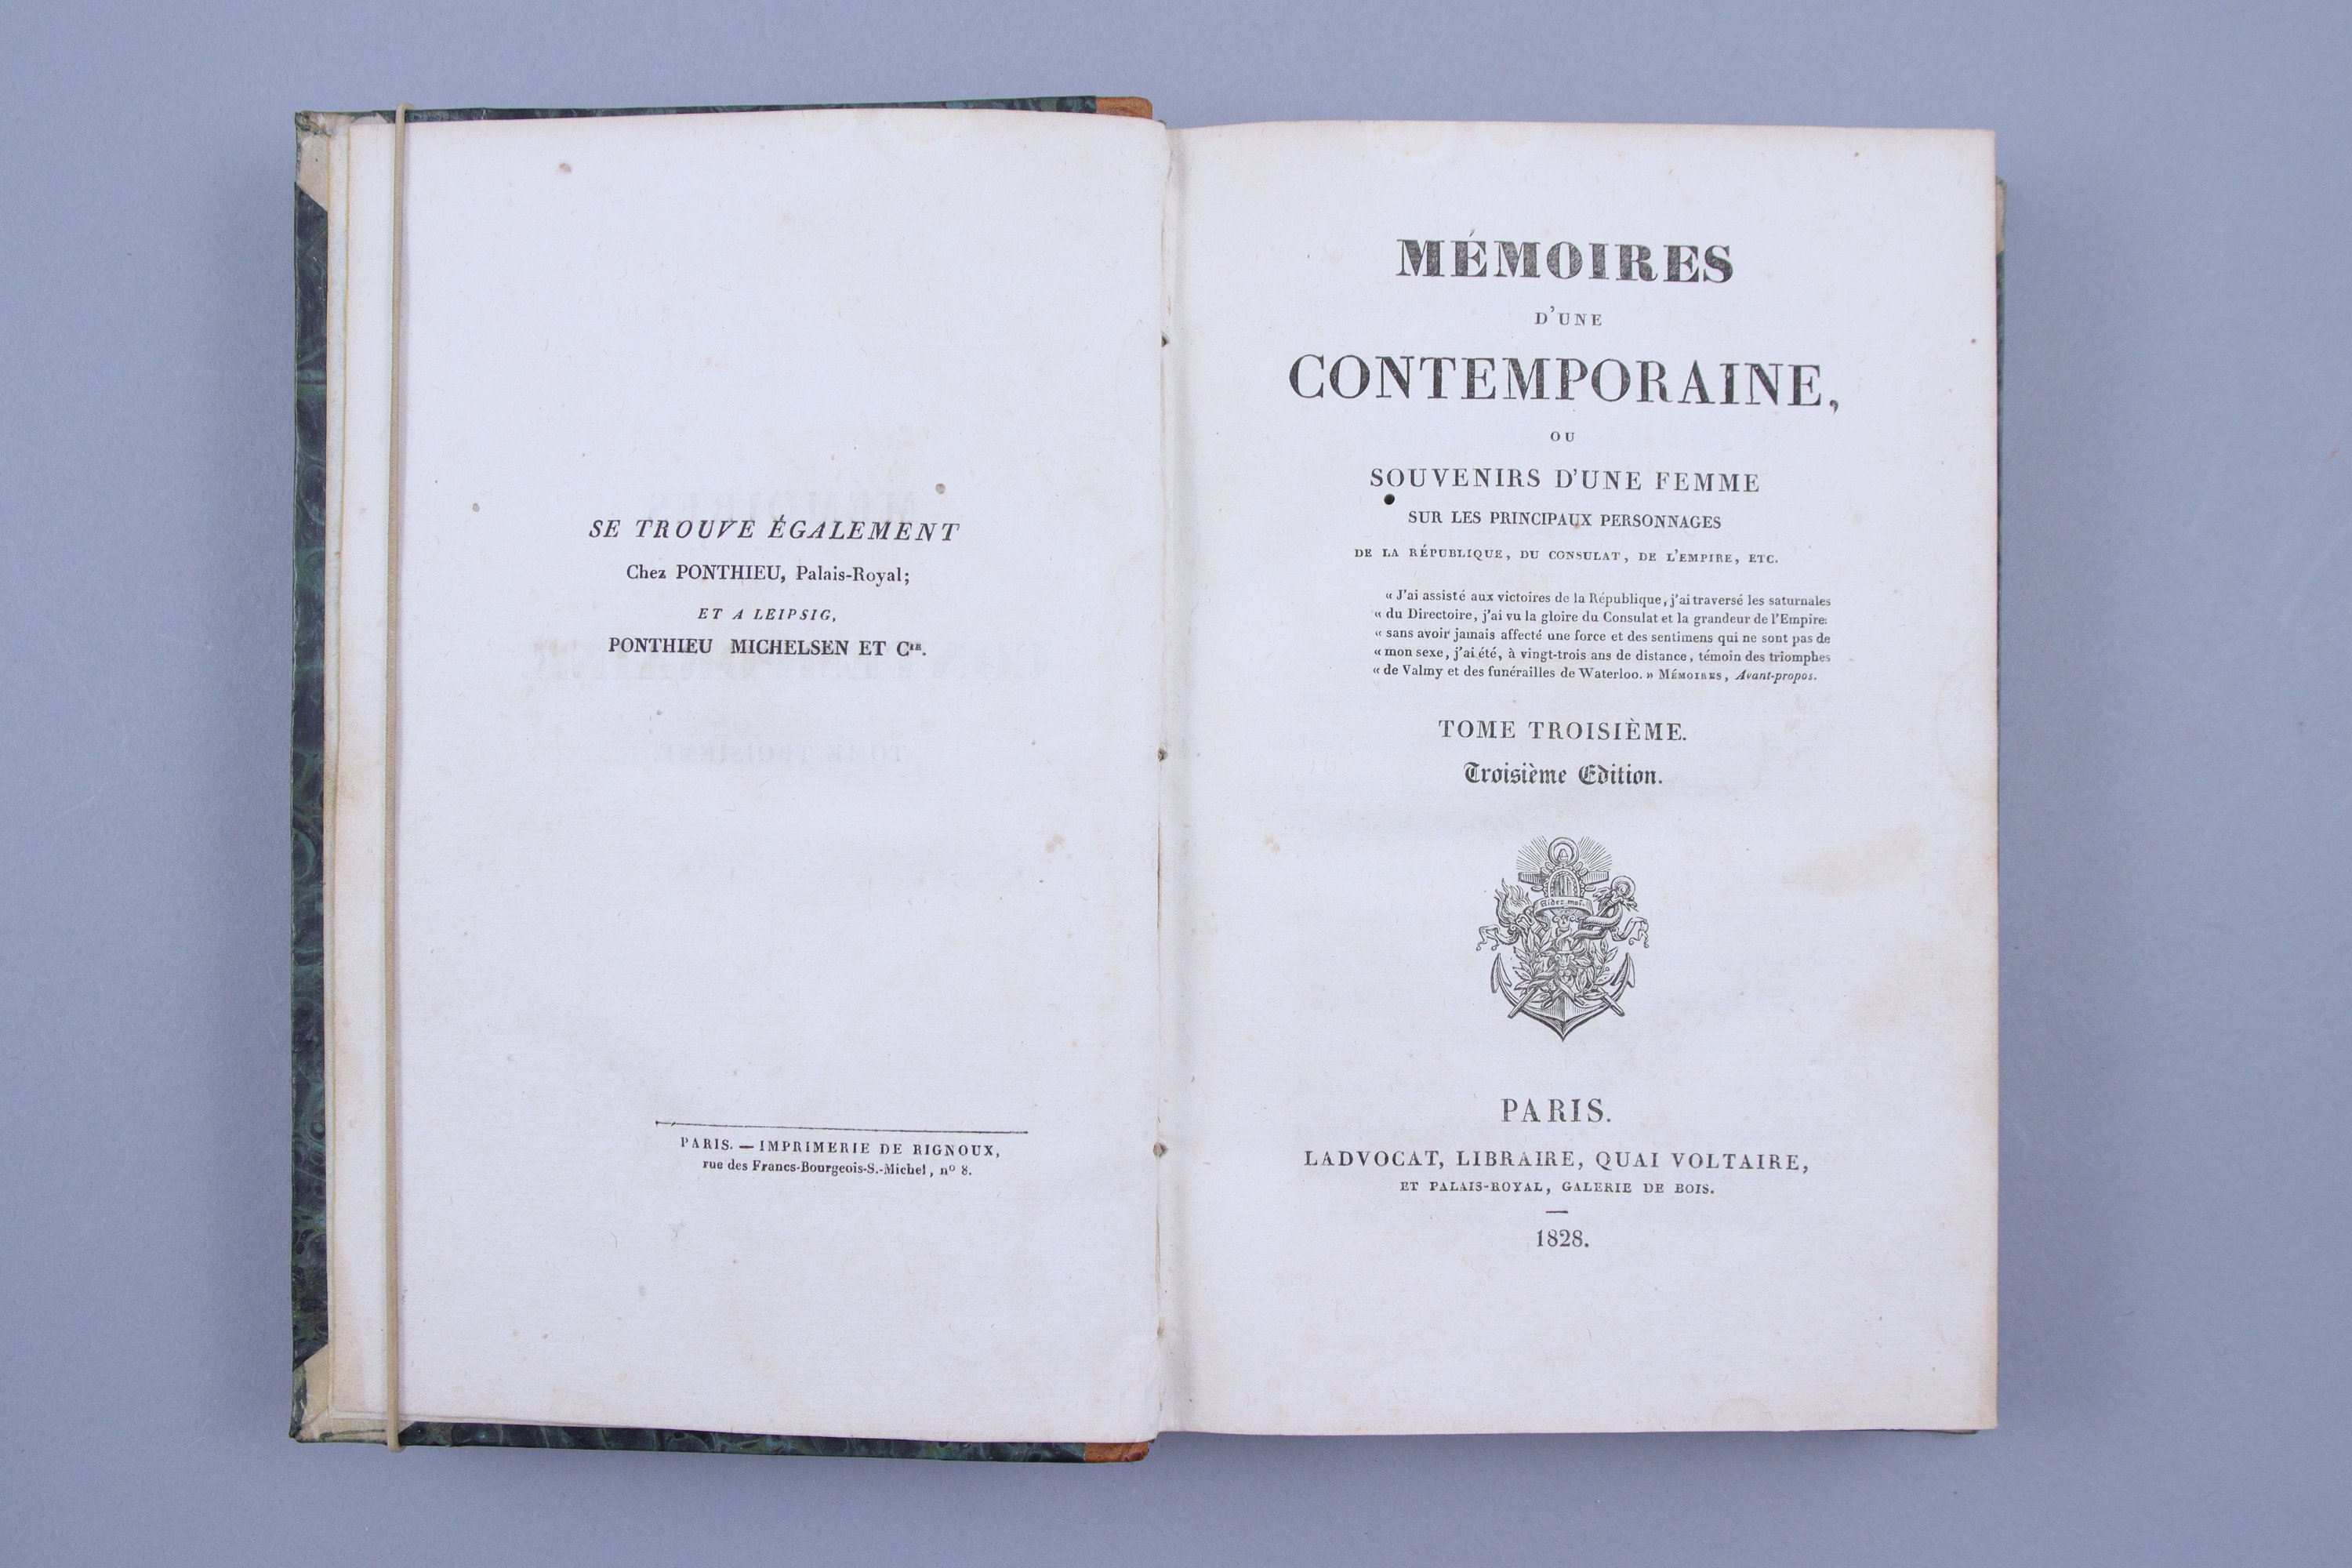 SE TROUVE ÉGALEMENT
Chez PONTHIEU, Palais-Royal;
ET A LEIPSIG,
PONTHIEU MICHELSEN ET Cie.
PARIS. — IMPRIMERIE DE RIGNOUX,
rue des Francs-Bourgeois-S.-Michel, nº 8.
MÉMOIRES
D'UNE
CONTEMPORAINE,
OU
SOUVENIRS D'UNE FEMME
SUR LES PRINCIPAUX PERSONNAGES
DE LA RÉPUBLIQUE, DU CONSULAT, DE L'EMPIRE, ETC.
« J'ai assisté aux victoires de la République, j'ai traversé les saturnales
« du Directoire, j'ai vu la gloire du Consulat et la grandeur de l'Empire:
« sans avoir jamais affecté une force et des sentimens qui ne sont pas de
« mon sexe, j'ai été, à vingt-trois ans de distance, témoin des triomphes
« de Valmy et des funérailles de Waterloo. » MÉMOIRES, Avant-propos.
TOME TROISIÈME.
Troisième Edition.
Aidez moi.
PARIS.
LADVOCAT, LIBRAIRE, QUAI VOLTAIRE,
ET PALAIS-ROYAL, GALERIE DE BOIS.
1828.